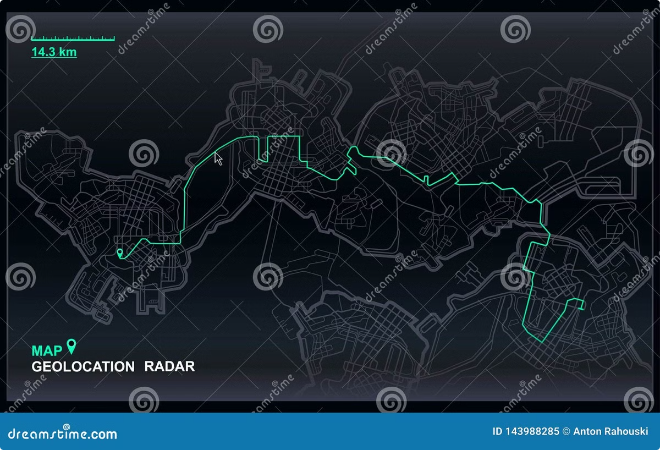 14.3 km
MAP
GEOLOCATION RADAR
dreamstime.com
ID 143988285 © Anton Rahouski